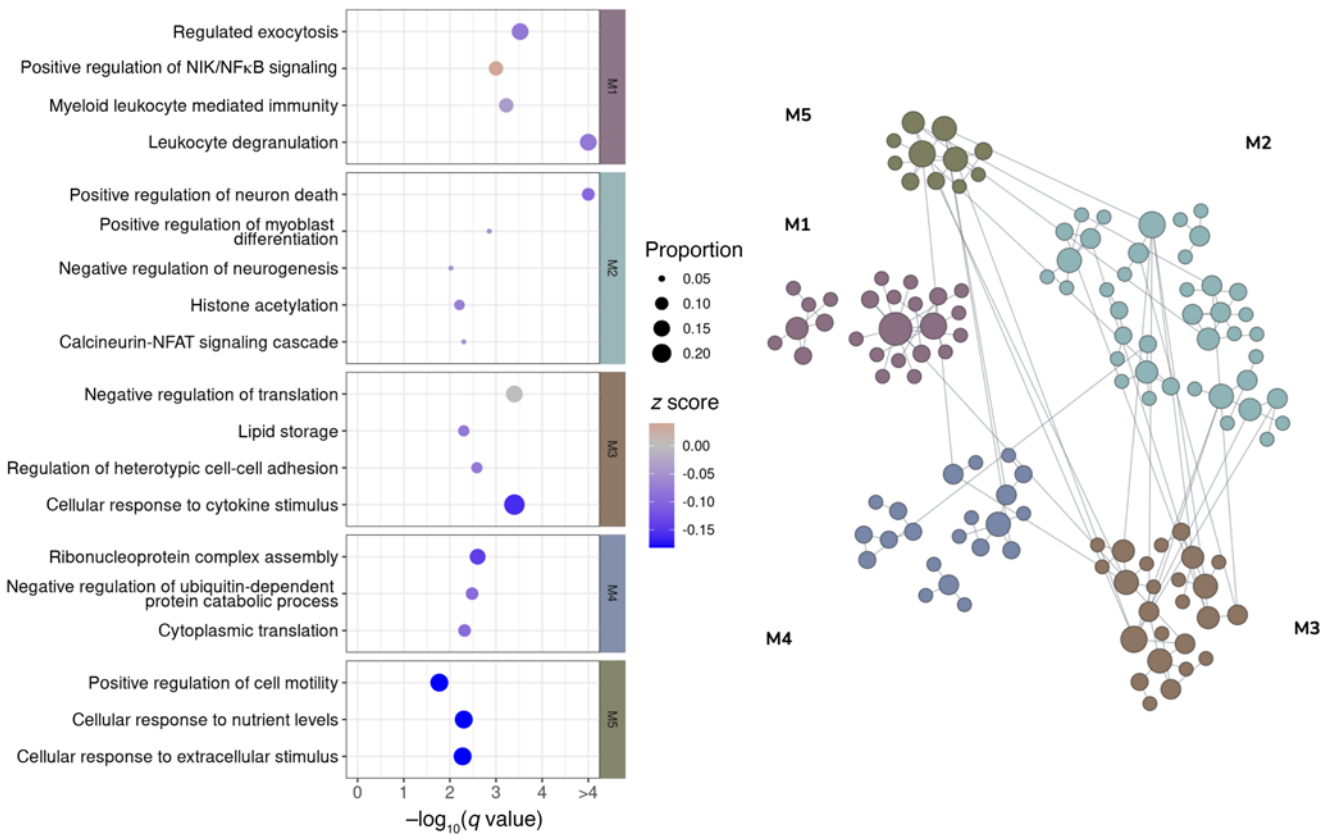 Regulated exocytosis
Positive regulation of NIK/NFκB signaling
Myeloid leukocyte mediated immunity
Leukocyte degranulation
M1
Positive regulation of neuron death
Positive regulation of myoblast
differentiation
Negative regulation of neurogenesis
Histone acetylation
Calcineurin-NFAT signaling cascade
M2
Negative regulation of translation
Lipid storage
Regulation of heterotypic cell-cell adhesion
Cellular response to cytokine stimulus
M3
Ribonucleoprotein complex assembly
Negative regulation of ubiquitin-dependent
protein catabolic process
Cytoplasmic translation
M4
Positive regulation of cell motility
Cellular response to nutrient levels
Cellular response to extracellular stimulus
M5
0 1 2 3 4 >4
–log10(q value)
Proportion
0.05
0.10
0.15
0.20
z score
0.00
-0.05
-0.10
-0.15
M5
M2
M1
M4
M3